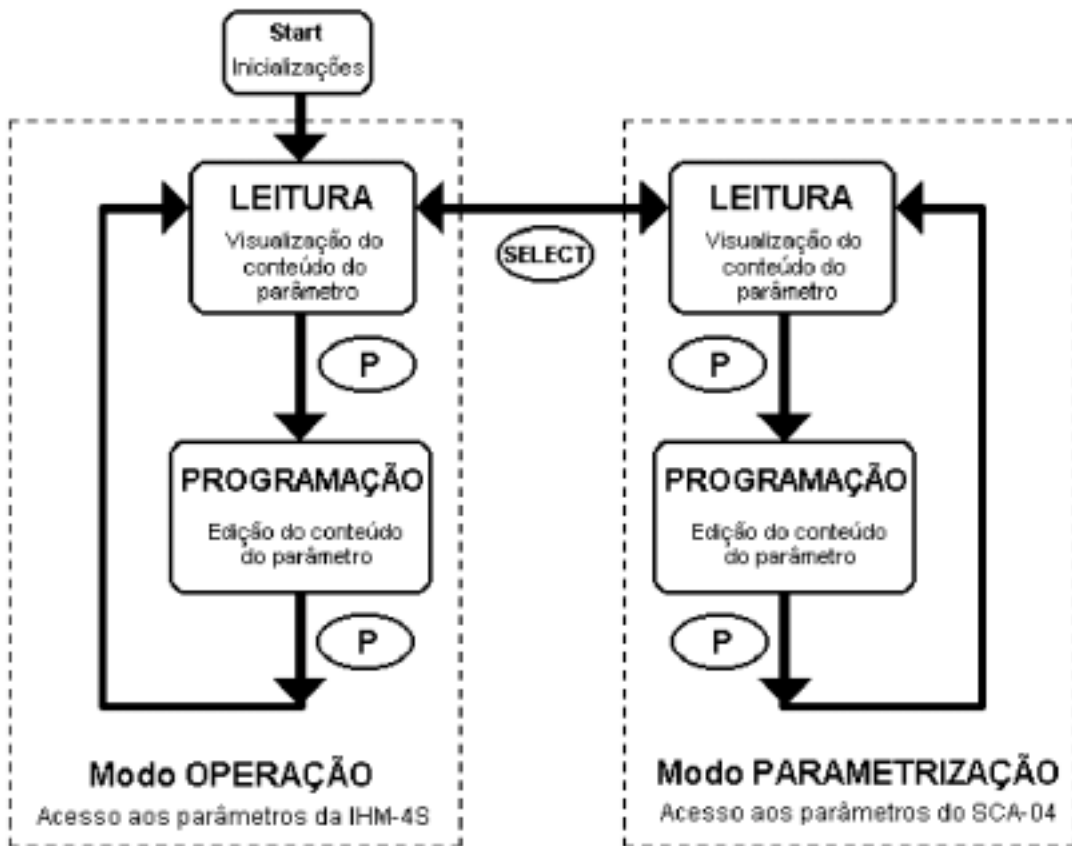 Start
Inicializações
LEITURA
Visualização do
conteúdo do
parâmetro
P
PROGRAMAÇÃO
Edição do conteúdo
do parâmetro
P
Modo OPERAÇÃO
Acesso aos parâmetros da IHM-4S
SELECT
LEITURA
Visualização do
conteúdo do
parâmetro
P
PROGRAMAÇÃO
Edição do conteúdo
do parâmetro
P
Modo PARAMETRIZAÇÃO
Acesso aos parâmetros do SCA-04